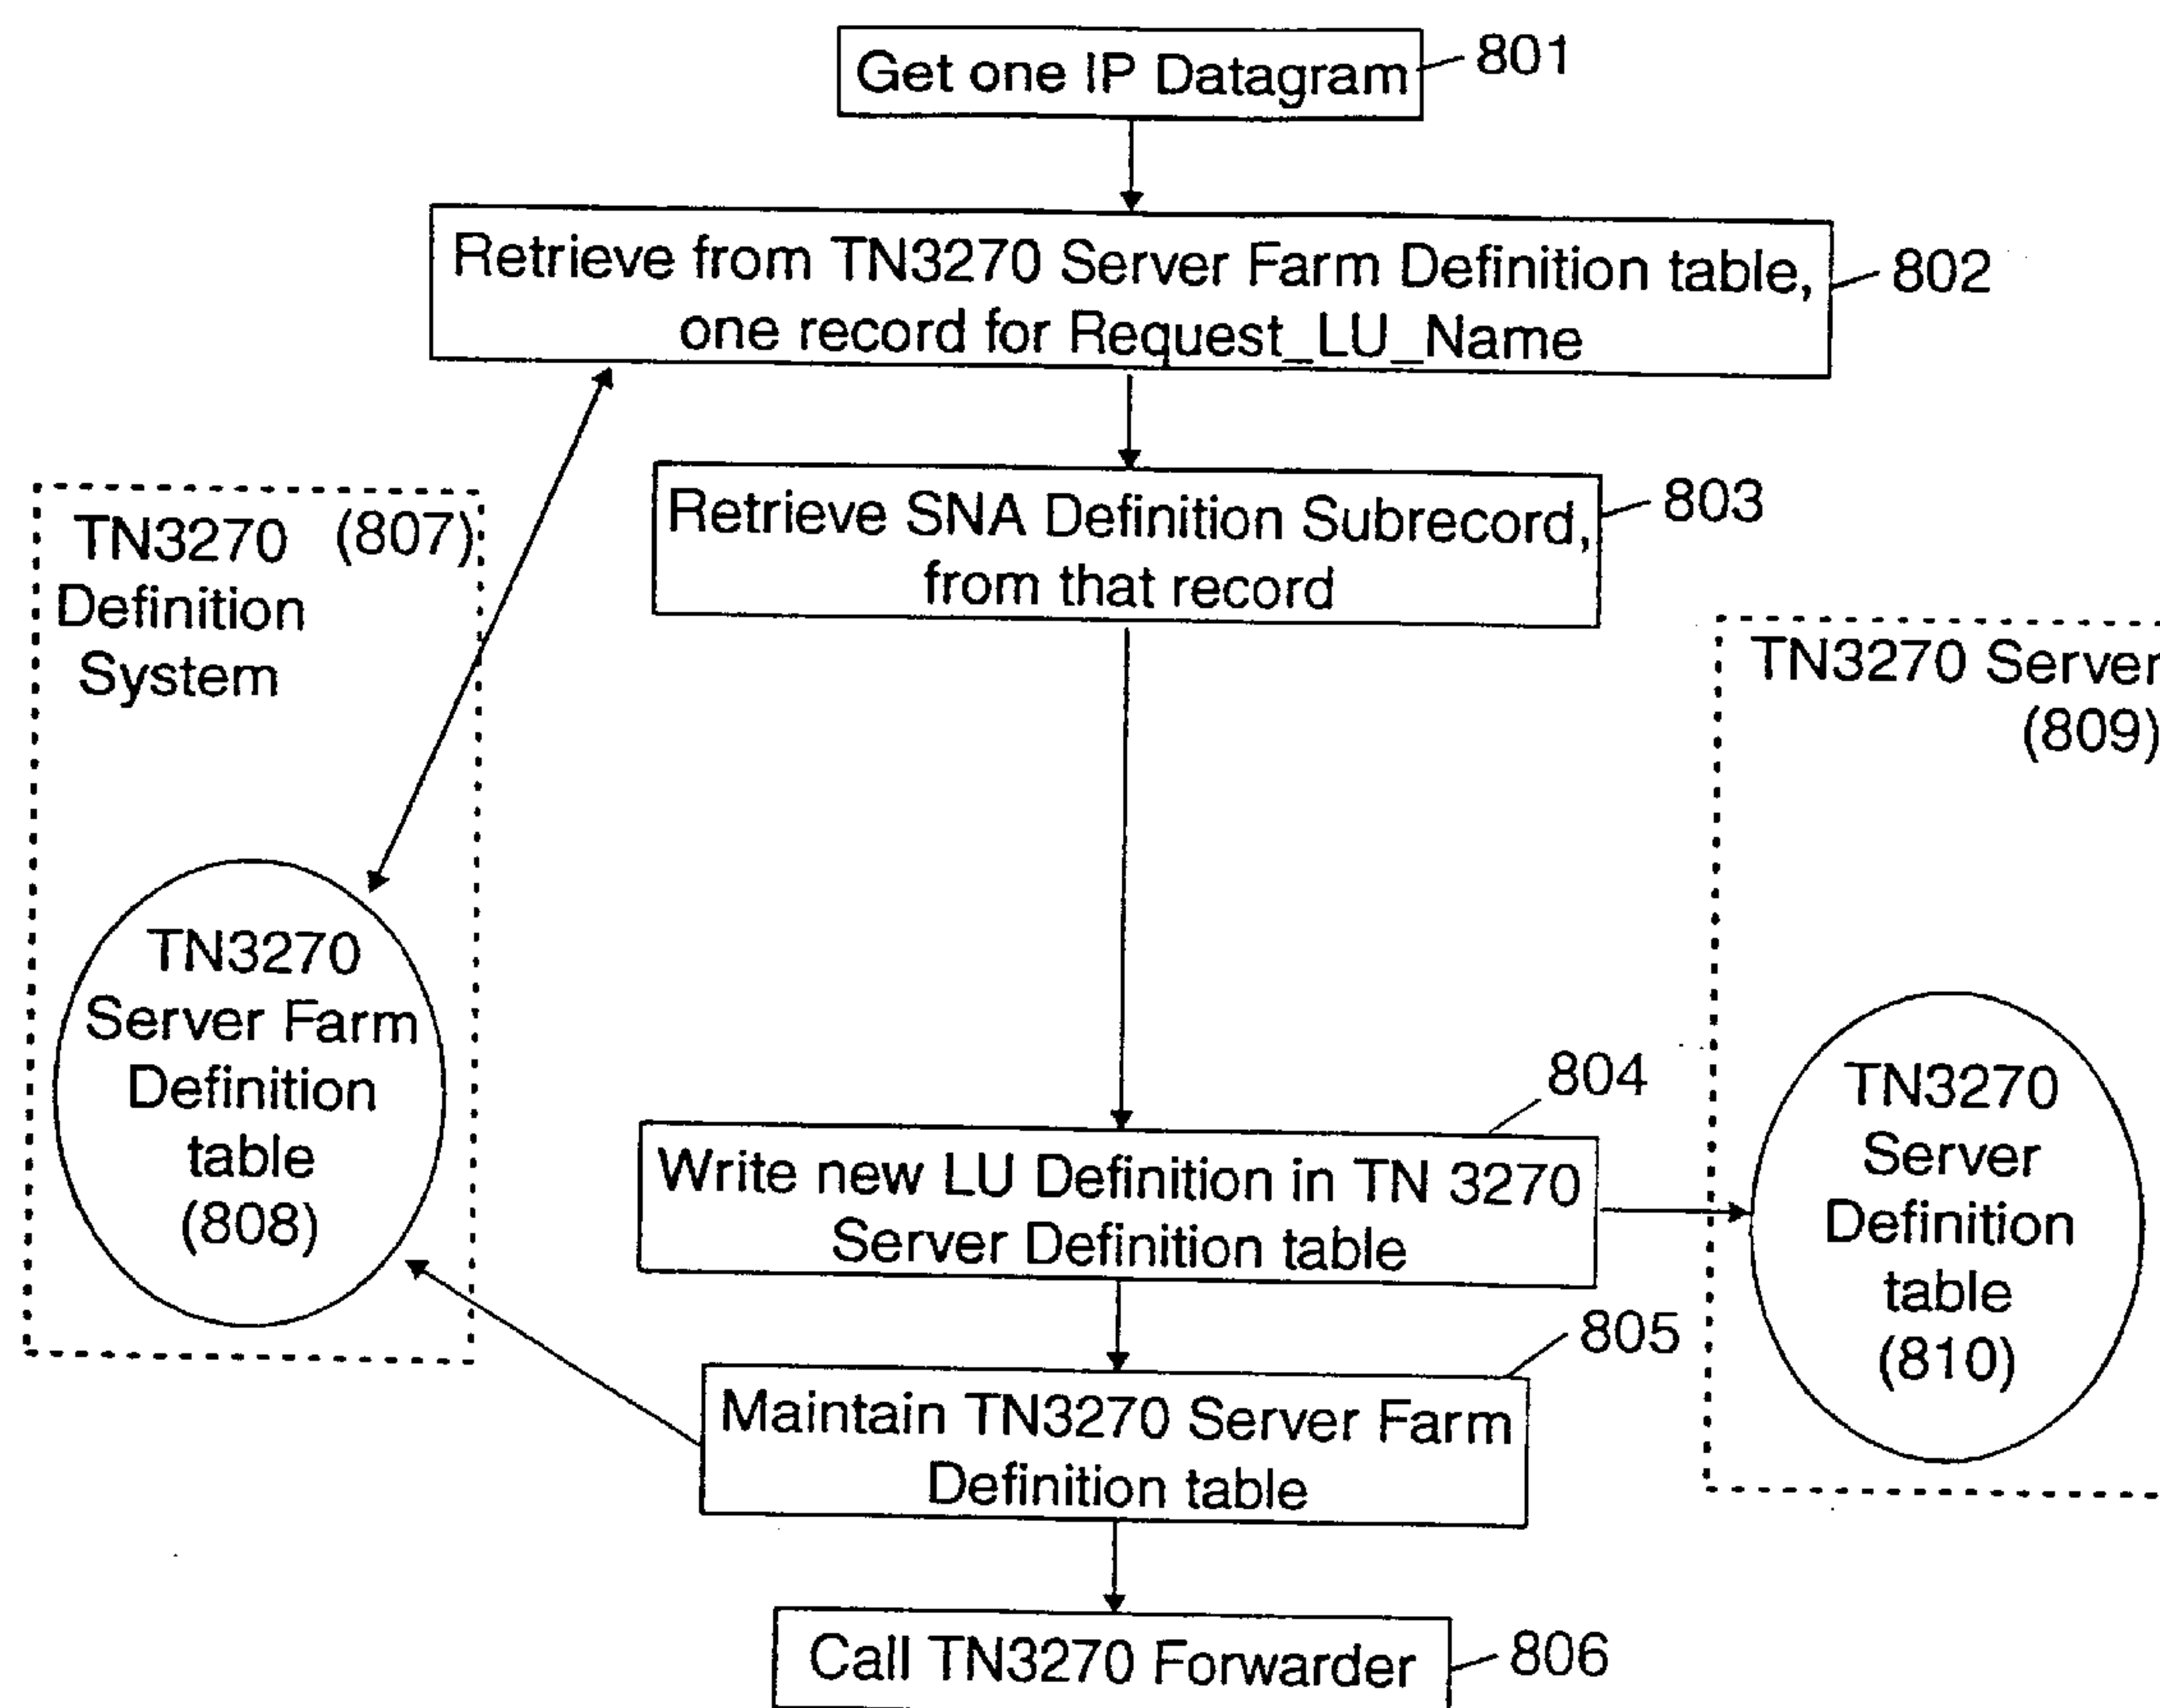 Get one IP Datagram
801
Retrieve from TN3270 Server Farm Definition table,
one record for Request_LU_Name
802
Retrieve SNA Definition Subrecord,
from that record
803
TN3270 (807)
Definition
System
TN3270 Server
(809)
TN3270
Server Farm
Definition
table
(808)
804
Write new LU Definition in TN 3270
Server Definition table
TN3270
Server
Definition
table
(810)
805
Maintain TN3270 Server Farm
Definition table
Call TN3270 Forwarder
806